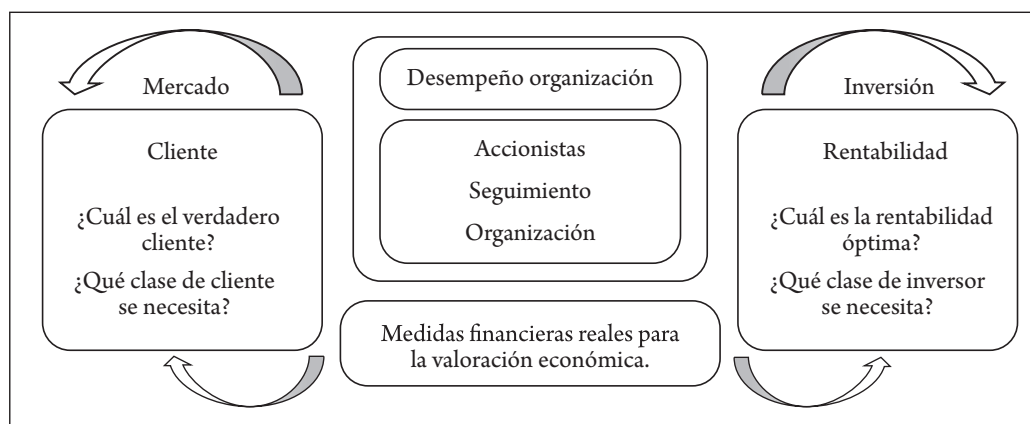 Mercado
Cliente
¿Cuál es el verdadero
cliente?
¿Qué clase de cliente
se necesita?
Desempeño organización
Accionistas
Seguimiento
Organización
Medidas financieras reales para
la valoración económica.
Inversión
Rentabilidad
¿Cuál es la rentabilidad
óptima?
¿Qué clase de inversor
se necesita?